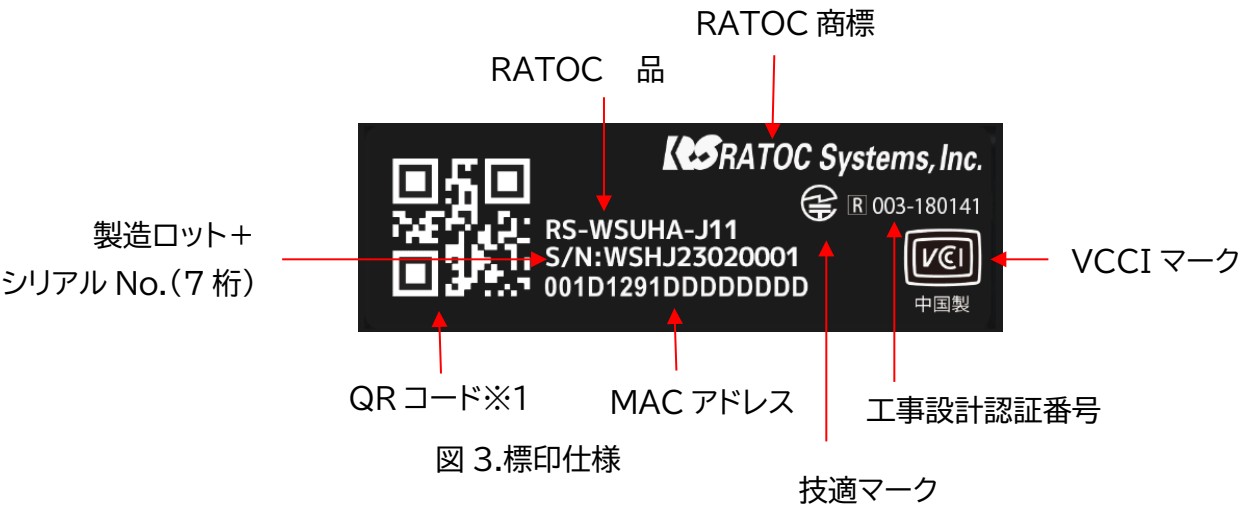 RATOC 商標
RATOC 品
RATOC Systems, Inc.
R 003-180141
RS-WSUHA-J11
S/N:WSHJ23020001
001D1291DDDDDDDD
VCCI
中国製
製造ロット＋
シリアル No.(7 桁)
VCCI マーク
QR コード※1
MAC アドレス
工事設計認証番号
図 3.標印仕様
技適マーク